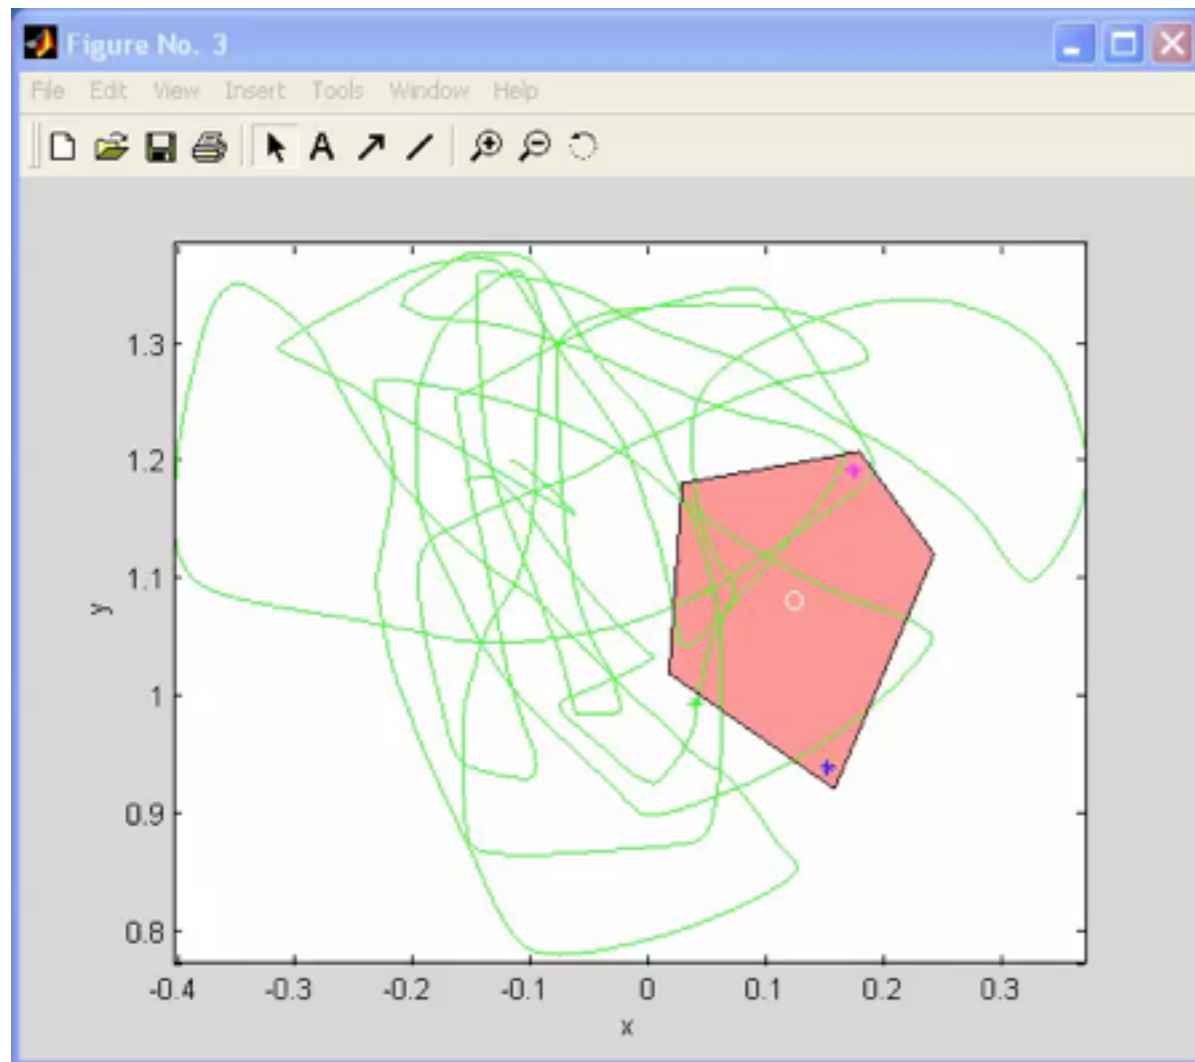 Figure No. 3
File Edit View Insert Tools Window Help
A
1.3
1.2
1.1
1
0.9
0.8
y
-0.4 -0.3 -0.2 -0.1 0 0.1 0.2 0.3
x